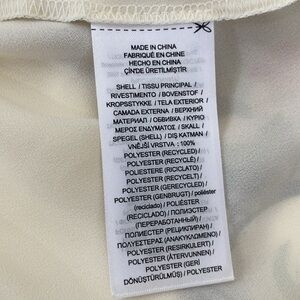 MADE IN CHINA
FABRIQUÉ EN CHINE
HECHO EN CHINA
ÇİNDE ÜRETİLMİŞTİR
SHELL / TISSU PRINCIPAL /
RIVESTIMENTO / BOVENSTOF /
KROPSSTYKKE / TELA EXTERIOR /
CAMADA EXTERNA / ВЕРХНИЙ
МАТЕРИАЛ / ОБВИВКА / ΚΥΡΙΟ
ΜΕΡΟΣ ΕΝΔΥΜΑΤΟΣ / SKALL /
SPEGEL (SHELL) / DIŞ KATMAN /
VNĚJŠÍ VRSTVA : 100%
POLYESTER (RECYCLED) /
POLYESTER (RECYCLÉ) /
POLIESTERE (RICICLATO) /
POLYESTER (RECYCELT) /
POLYESTER (GERECYCLED) /
POLYESTER (GENBRUGT) / poliéster
(reciclado) / POLIÉSTER
(RECICLADO) / ПОЛИЭСТЕР
(ПЕРЕРАБОТАННЫЙ) /
ПОЛИЕСТЕР (РЕЦИКЛИРАН) /
ΠΟΛΥΕΣΤΕΡΑΣ (ΑΝΑΚΥΚΛΩΜΕΝΟ) /
POLYESTER (RESIRKULERT) /
POLYESTER (ÅTERVUNNEN) /
POLYESTER (GERİ
DÖNÜŞTÜRÜLMÜŞ) / POLYESTER